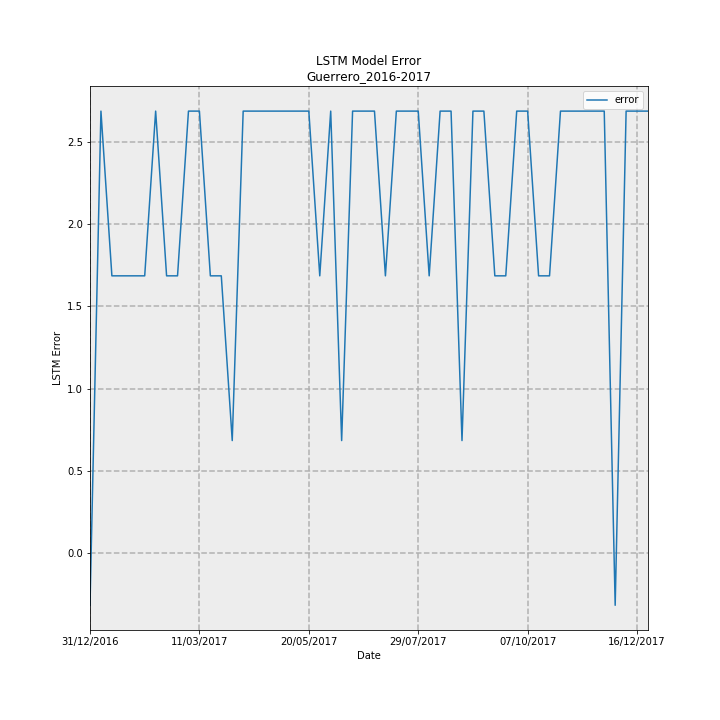 LSTM Model Error
Guerrero_2016-2017
error
2.5
2.0
1.5
1.0
0.5
0.0
LSTM Error
31/12/2016 11/03/2017 20/05/2017 29/07/2017 07/10/2017 16/12/2017
Date